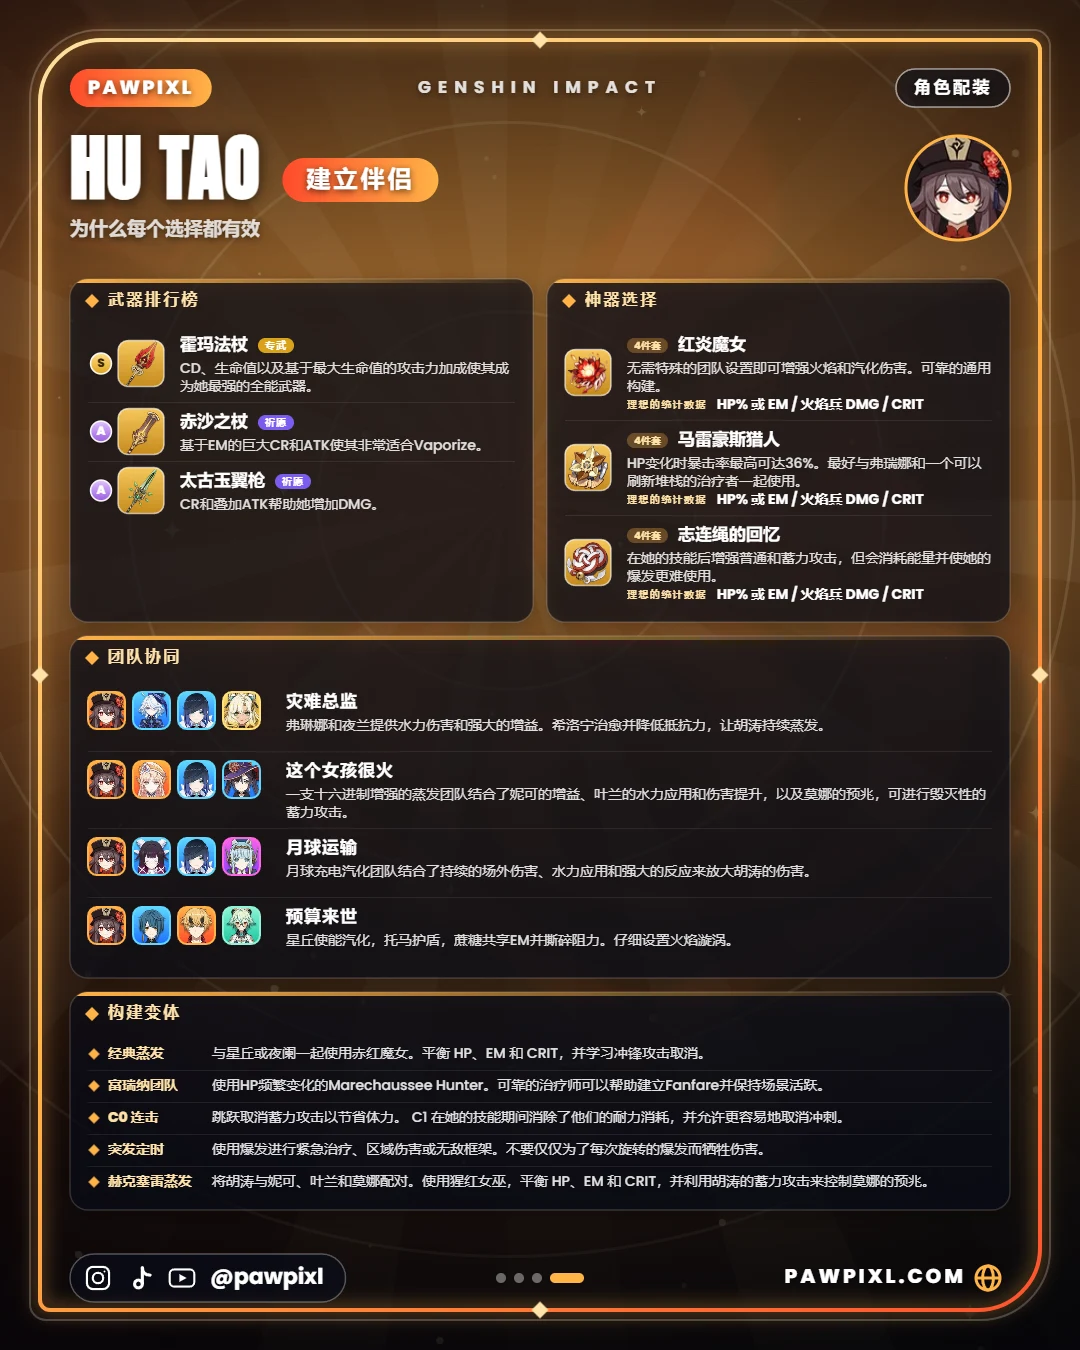 PAWPIXL
GENSHIN IMPACT
角色配装
HU TAO
建立伴侣
为什么每个选择都有效
武器排行榜
S
霍玛法杖 专武
CD、生命值以及基于最大生命值的攻击力加成使其成
为她最强的全能武器。
A
赤沙之杖 祈愿
基于EM的巨大CR和ATK使其非常适合Vaporize。
A
太古玉翼枪 祈愿
CR和叠加ATK帮助她增加DMG。
神器选择
4件套 红炎魔女
无需特殊的团队设置即可增强火焰和汽化伤害。可靠的通用
构建。
理想的统计数据 HP% 或 EM / 火焰兵 DMG / CRIT
4件套 马雷豪斯猎人
HP变化时暴击率最高可达36%。最好与弗瑞娜和一个可以
刷新堆栈的治疗者一起使用。
理想的统计数据 HP% 或 EM / 火焰兵 DMG / CRIT
4件套 志连绳的回忆
在她的技能后增强普通和蓄力攻击，但会消耗能量并使她的
爆发更难使用。
理想的统计数据 HP% 或 EM / 火焰兵 DMG / CRIT
团队协同
灾难总监
弗琳娜和夜兰提供水力伤害和强大的增益。希洛宁治愈并降低抵抗力，让胡涛持续蒸发。
这个女孩很火
一支十六进制增强的蒸发团队结合了妮可的增益、叶兰的水力应用和伤害提升，以及莫娜的预兆，可进行毁灭性的
蓄力攻击。
月球运输
月球充电汽化团队结合了持续的场外伤害、水力应用和强大的反应来放大胡涛的伤害。
预算来世
星丘使能汽化，托马护盾，蔗糖共享EM并撕碎阻力。仔细设置火焰漩涡。
构建变体
经典蒸发 与星丘或夜阑一起使用赤红魔女。平衡 HP、EM 和 CRIT，并学习冲锋攻击取消。
富瑞纳团队 使用HP频繁变化的Marechaussee Hunter。可靠的治疗师可以帮助建立Fanfare并保持场景活跃。
C0 连击 跳跃取消蓄力攻击以节省体力。 C1 在她的技能期间消除了他们的耐力消耗，并允许更容易地取消冲刺。
突发定时 使用爆发进行紧急治疗、区域伤害或无敌框架。不要仅仅为了每次旋转的爆发而牺牲伤害。
赫克塞雷蒸发 将胡涛与妮可、叶兰和莫娜配对。使用猩红女巫，平衡 HP、EM 和 CRIT，并利用胡涛的蓄力攻击来控制莫娜的预兆。
@pawpixl
PAWPIXL.COM